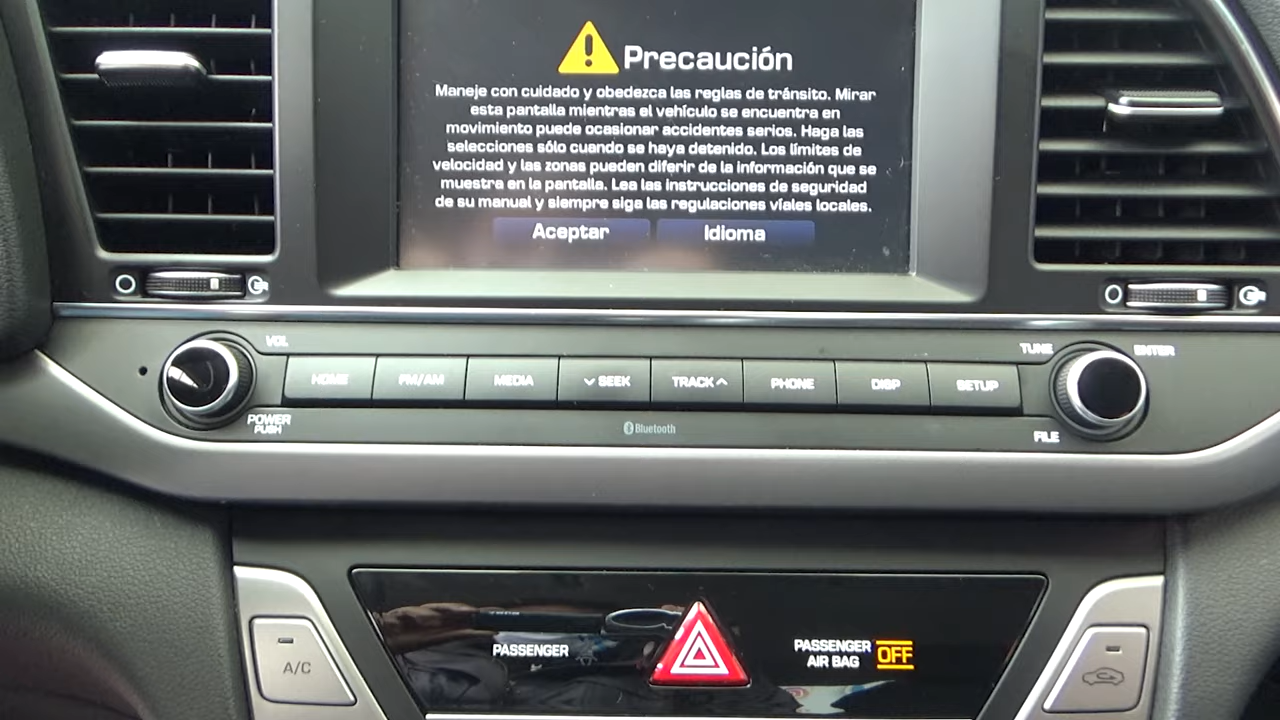 Precaución
Maneje con cuidado y obedezca las reglas de tránsito. Mirar
esta pantalla mientras el vehículo se encuentra en
movimiento puede ocasionar accidentes serios. Haga las
selecciones sólo cuando se haya detenido. Los límites de
velocidad y las zonas pueden diferir de la información que se
muestra en la pantalla. Lea las instrucciones de seguridad
de su manual y siempre siga las regulaciones víales locales.
Aceptar Idioma
VOL TUNE ENTER
HOME FM/AM MEDIA SEEK TRACK PHONE DISP SETUP
POWER
PUSH
Bluetooth
FILE
PASSENGER
PASSENGER
AIR BAG OFF
A/C